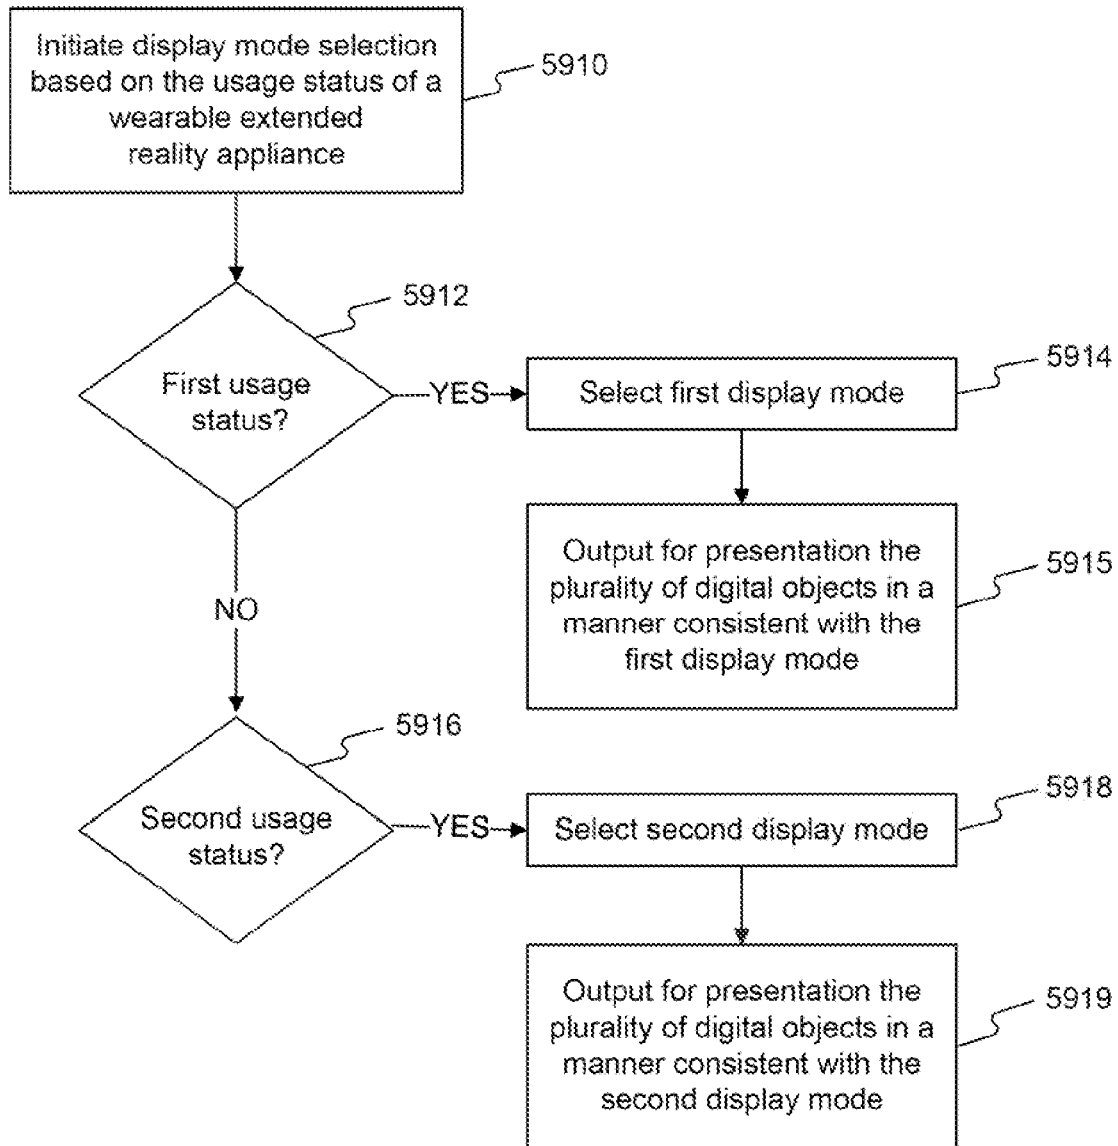 Initiate display mode selection
based on the usage status of a
wearable extended
reality appliance
5910
5912
First usage
status?
YES
Select first display mode
5914
Output for presentation the
plurality of digital objects in a
manner consistent with the
first display mode
5915
NO
5916
Second usage
status?
YES
Select second display mode
5918
Output for presentation the
plurality of digital objects in a
manner consistent with the
second display mode
5919